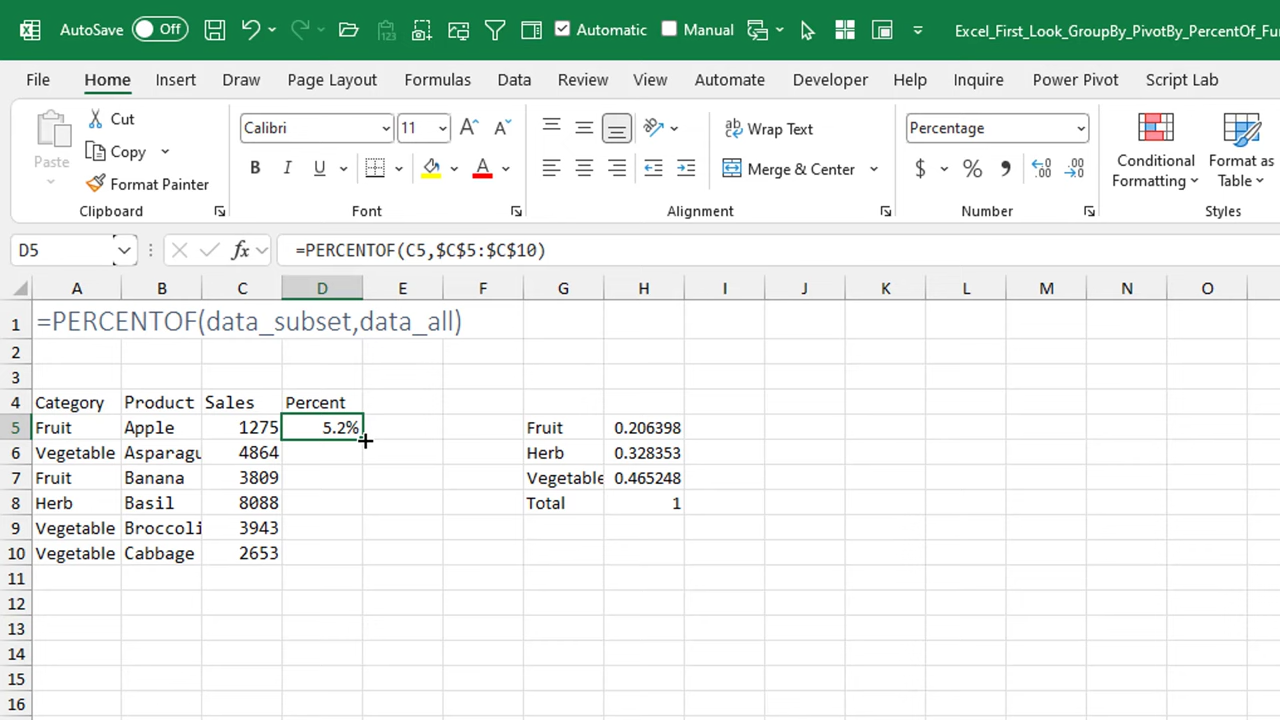 AutoSave Off Automatic Manual Excel_First_Look_GroupBy_PivotBy_PercentOf_Fu
File Home Insert Draw Page Layout Formulas Data Review View Automate Developer Help Inquire Power Pivot Script Lab
Paste Cut Copy Format Painter
Clipboard
Calibri 11
B I U A
Font
Wrap Text
Merge & Center
Alignment
Percentage
$ %
Number
Conditional Formatting
Format as Table
Styles
D5 fx =PERCENTOF(C5,$C$5:$C$10)
A B C D E F G H I J K L M N O
1 =PERCENTOF(data_subset,data_all)
2
3
4 Category Product Sales Percent
5 Fruit Apple 1275 5.2% Fruit 0.206398
6 Vegetable Asparagu 4864 Herb 0.328353
7 Fruit Banana 3809 Vegetable 0.465248
8 Herb Basil 8088 Total 1
9 Vegetable Broccoli 3943
10 Vegetable Cabbage 2653
11
12
13
14
15
16